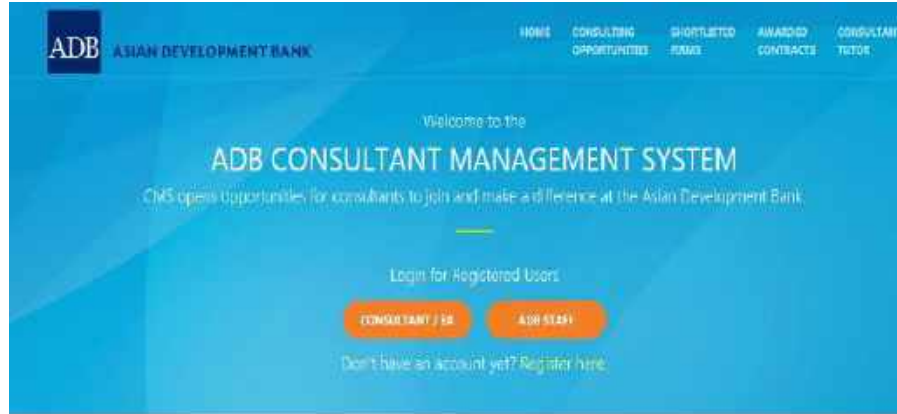 ADB ASIAN DEVELOPMENT BANK
HOME
CONSULTING OPPORTUNITIES
SHORTLISTED FIRMS
AWARDED CONTRACTS
CONSULTANT TUTOR
Welcome to the
ADB CONSULTANT MANAGEMENT SYSTEM
CMS opens opportunities for consultants to join and make a difference at the Asian Development Bank
Login for Registered Users
CONSULTANT / EA
ADB STAFF
Don't have an account yet? Register here.